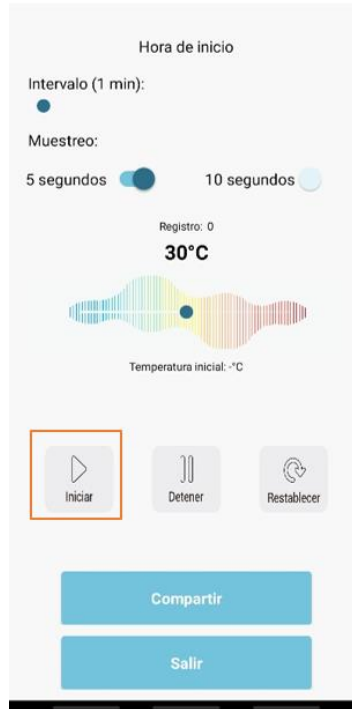 Hora de inicio
Intervalo (1 min):
Muestreo:
5 segundos 10 segundos
Registro: 0
30°C
Temperatura inicial: -°C
Iniciar Detener Restablecer
Compartir
Salir